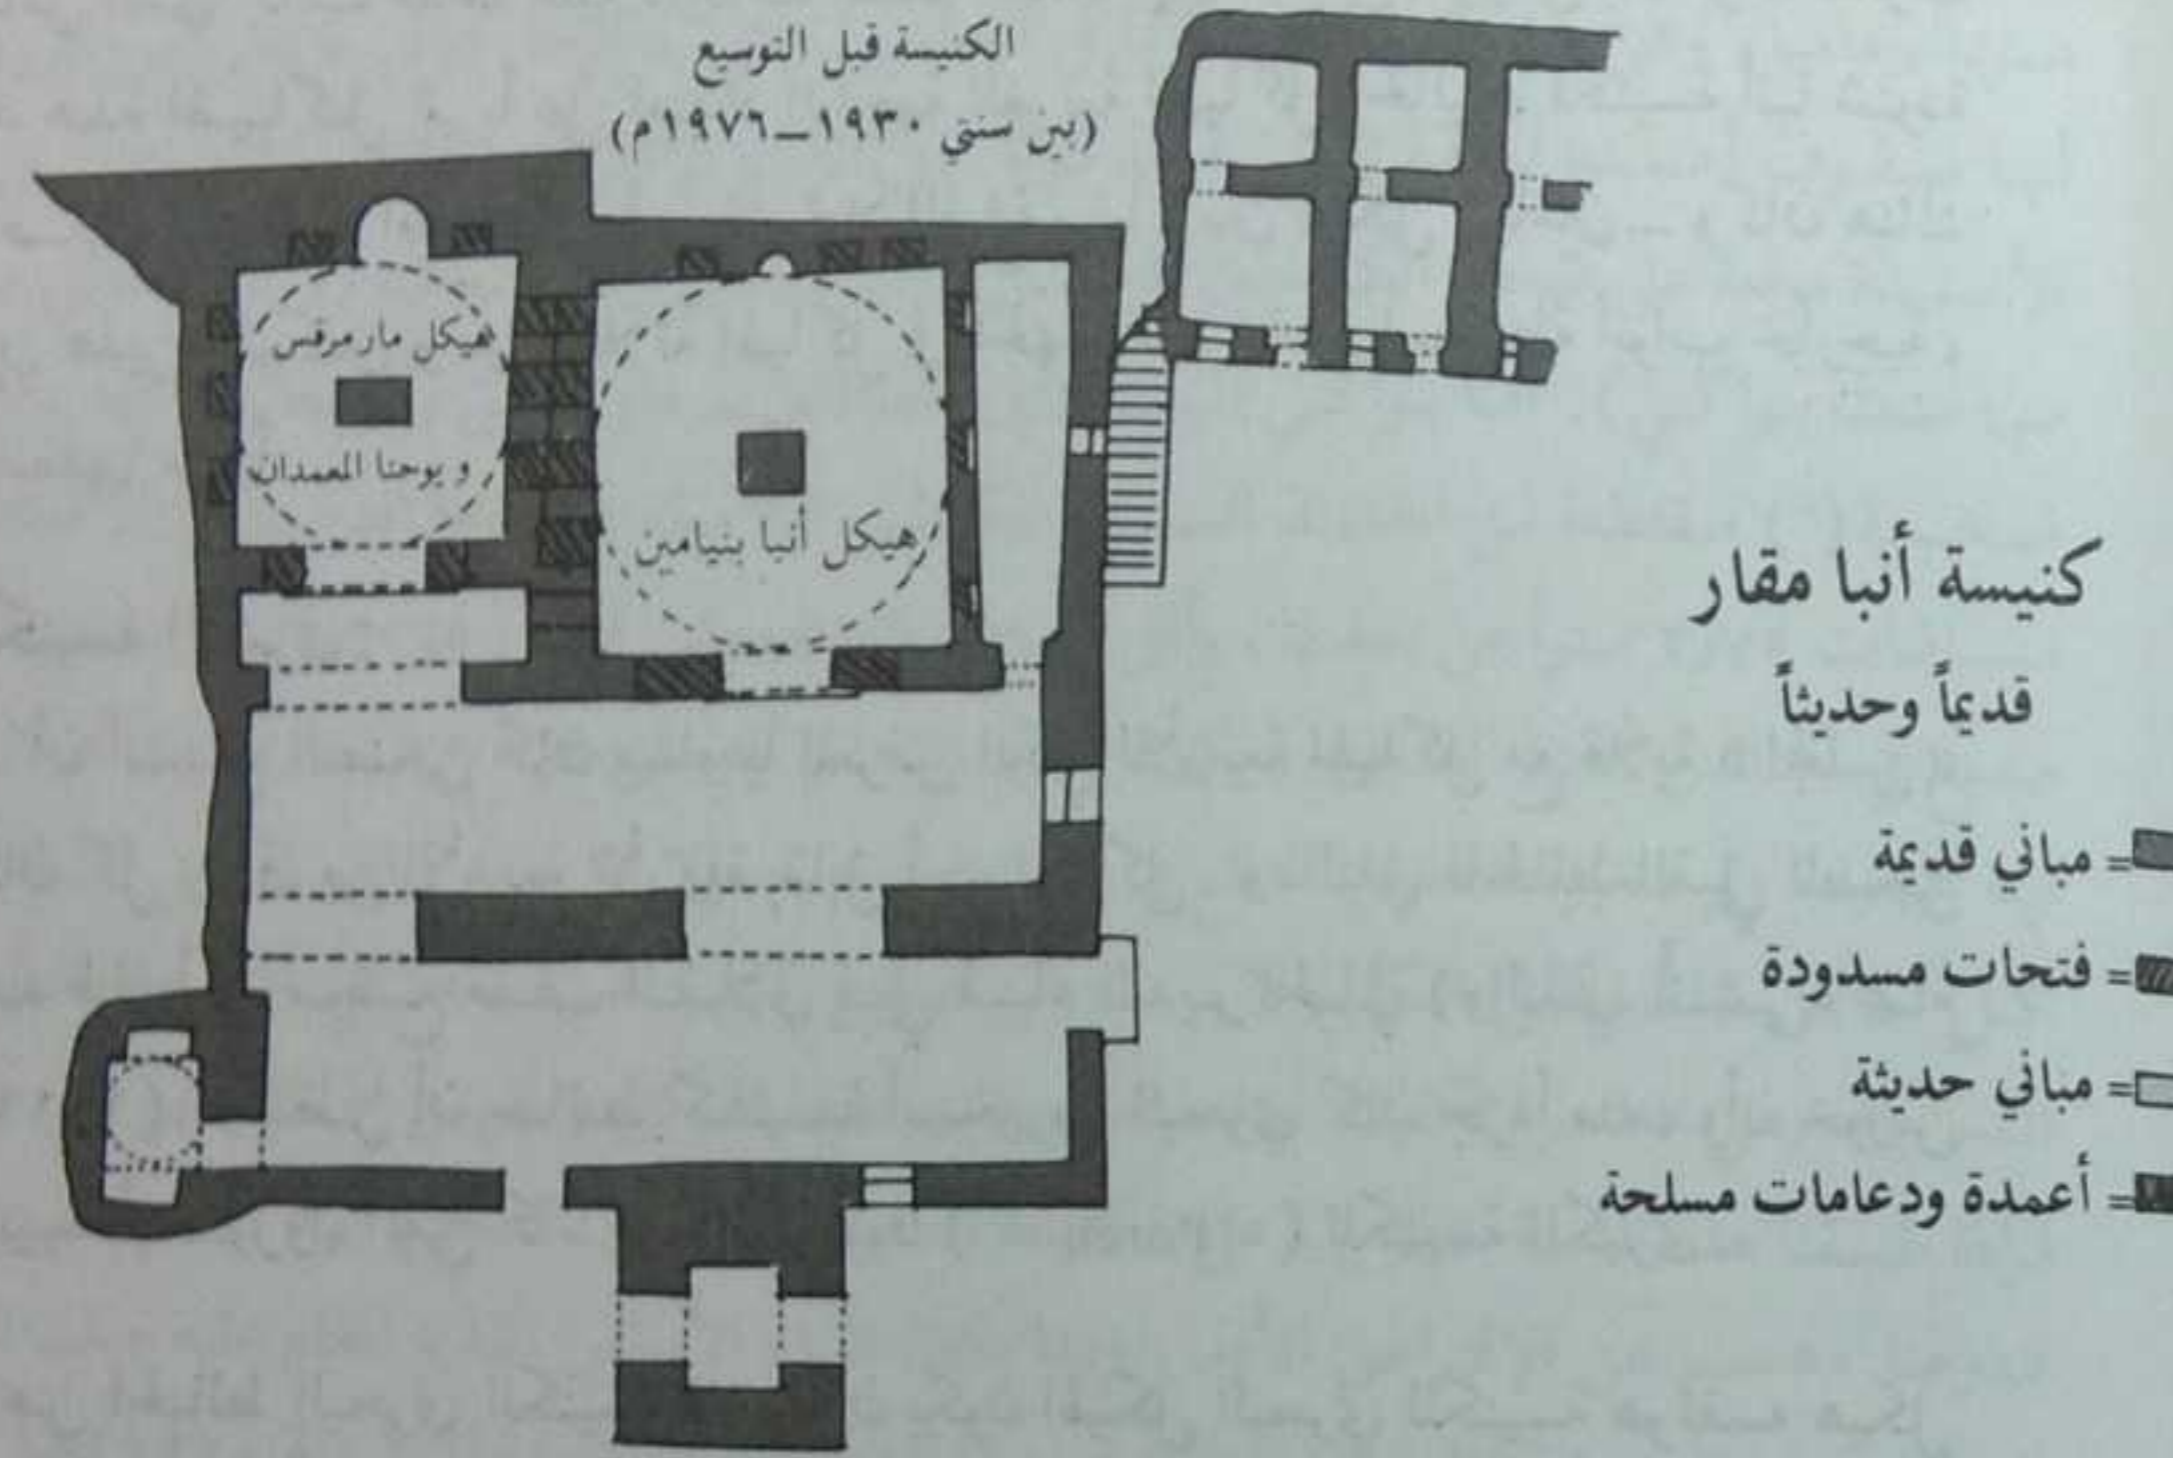 الكنيسة قبل التوسيع
(بين سنتي ١٩٣٠–١٩٧٦م)
هيكل مارمرقس
ويوحنا المعمدان
هيكل أنبا بنيامين
كنيسة أنبا مقار
قديماً وحديثاً
= مباني قديمة
= فتحات مسدودة
= مباني حديثة
= أعمدة ودعامات مسلحة